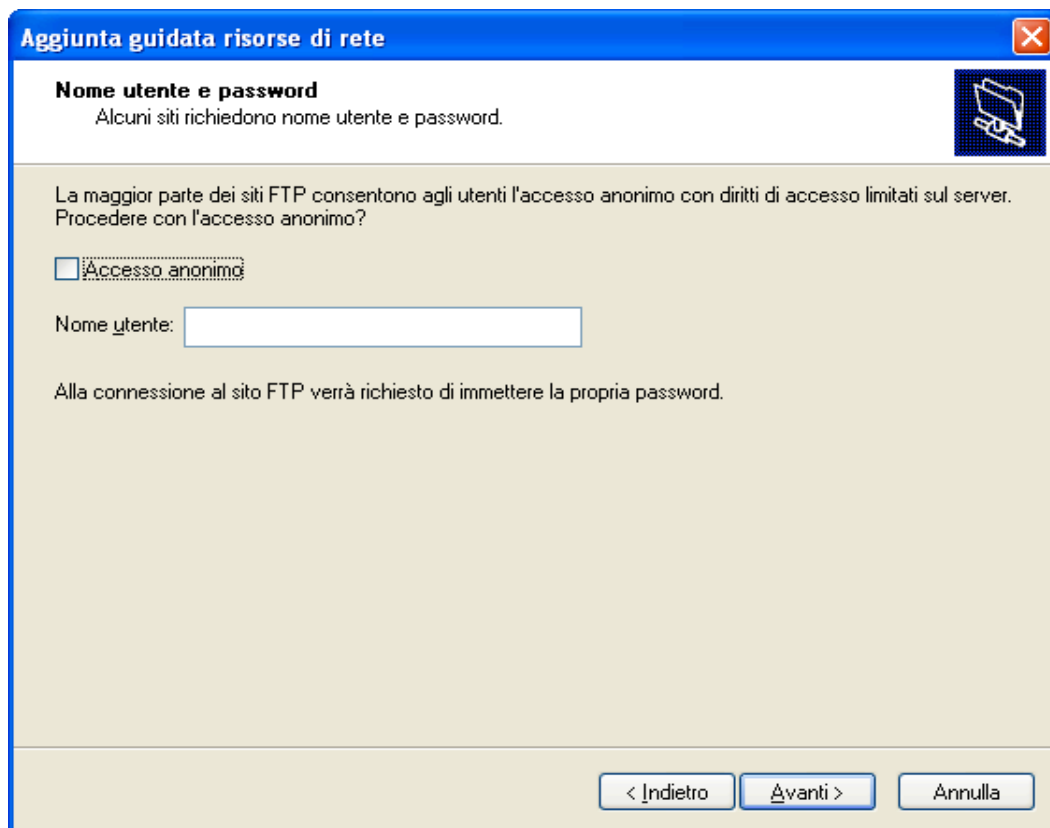 Aggiunta guidata risorse di rete
Nome utente e password
Alcuni siti richiedono nome utente e password.
La maggior parte dei siti FTP consentono agli utenti l'accesso anonimo con diritti di accesso limitati sul server.
Procedere con l'accesso anonimo?
Accesso anonimo
Nome utente:
Alla connessione al sito FTP verrà richiesto di immettere la propria password.
< Indietro Avanti > Annulla